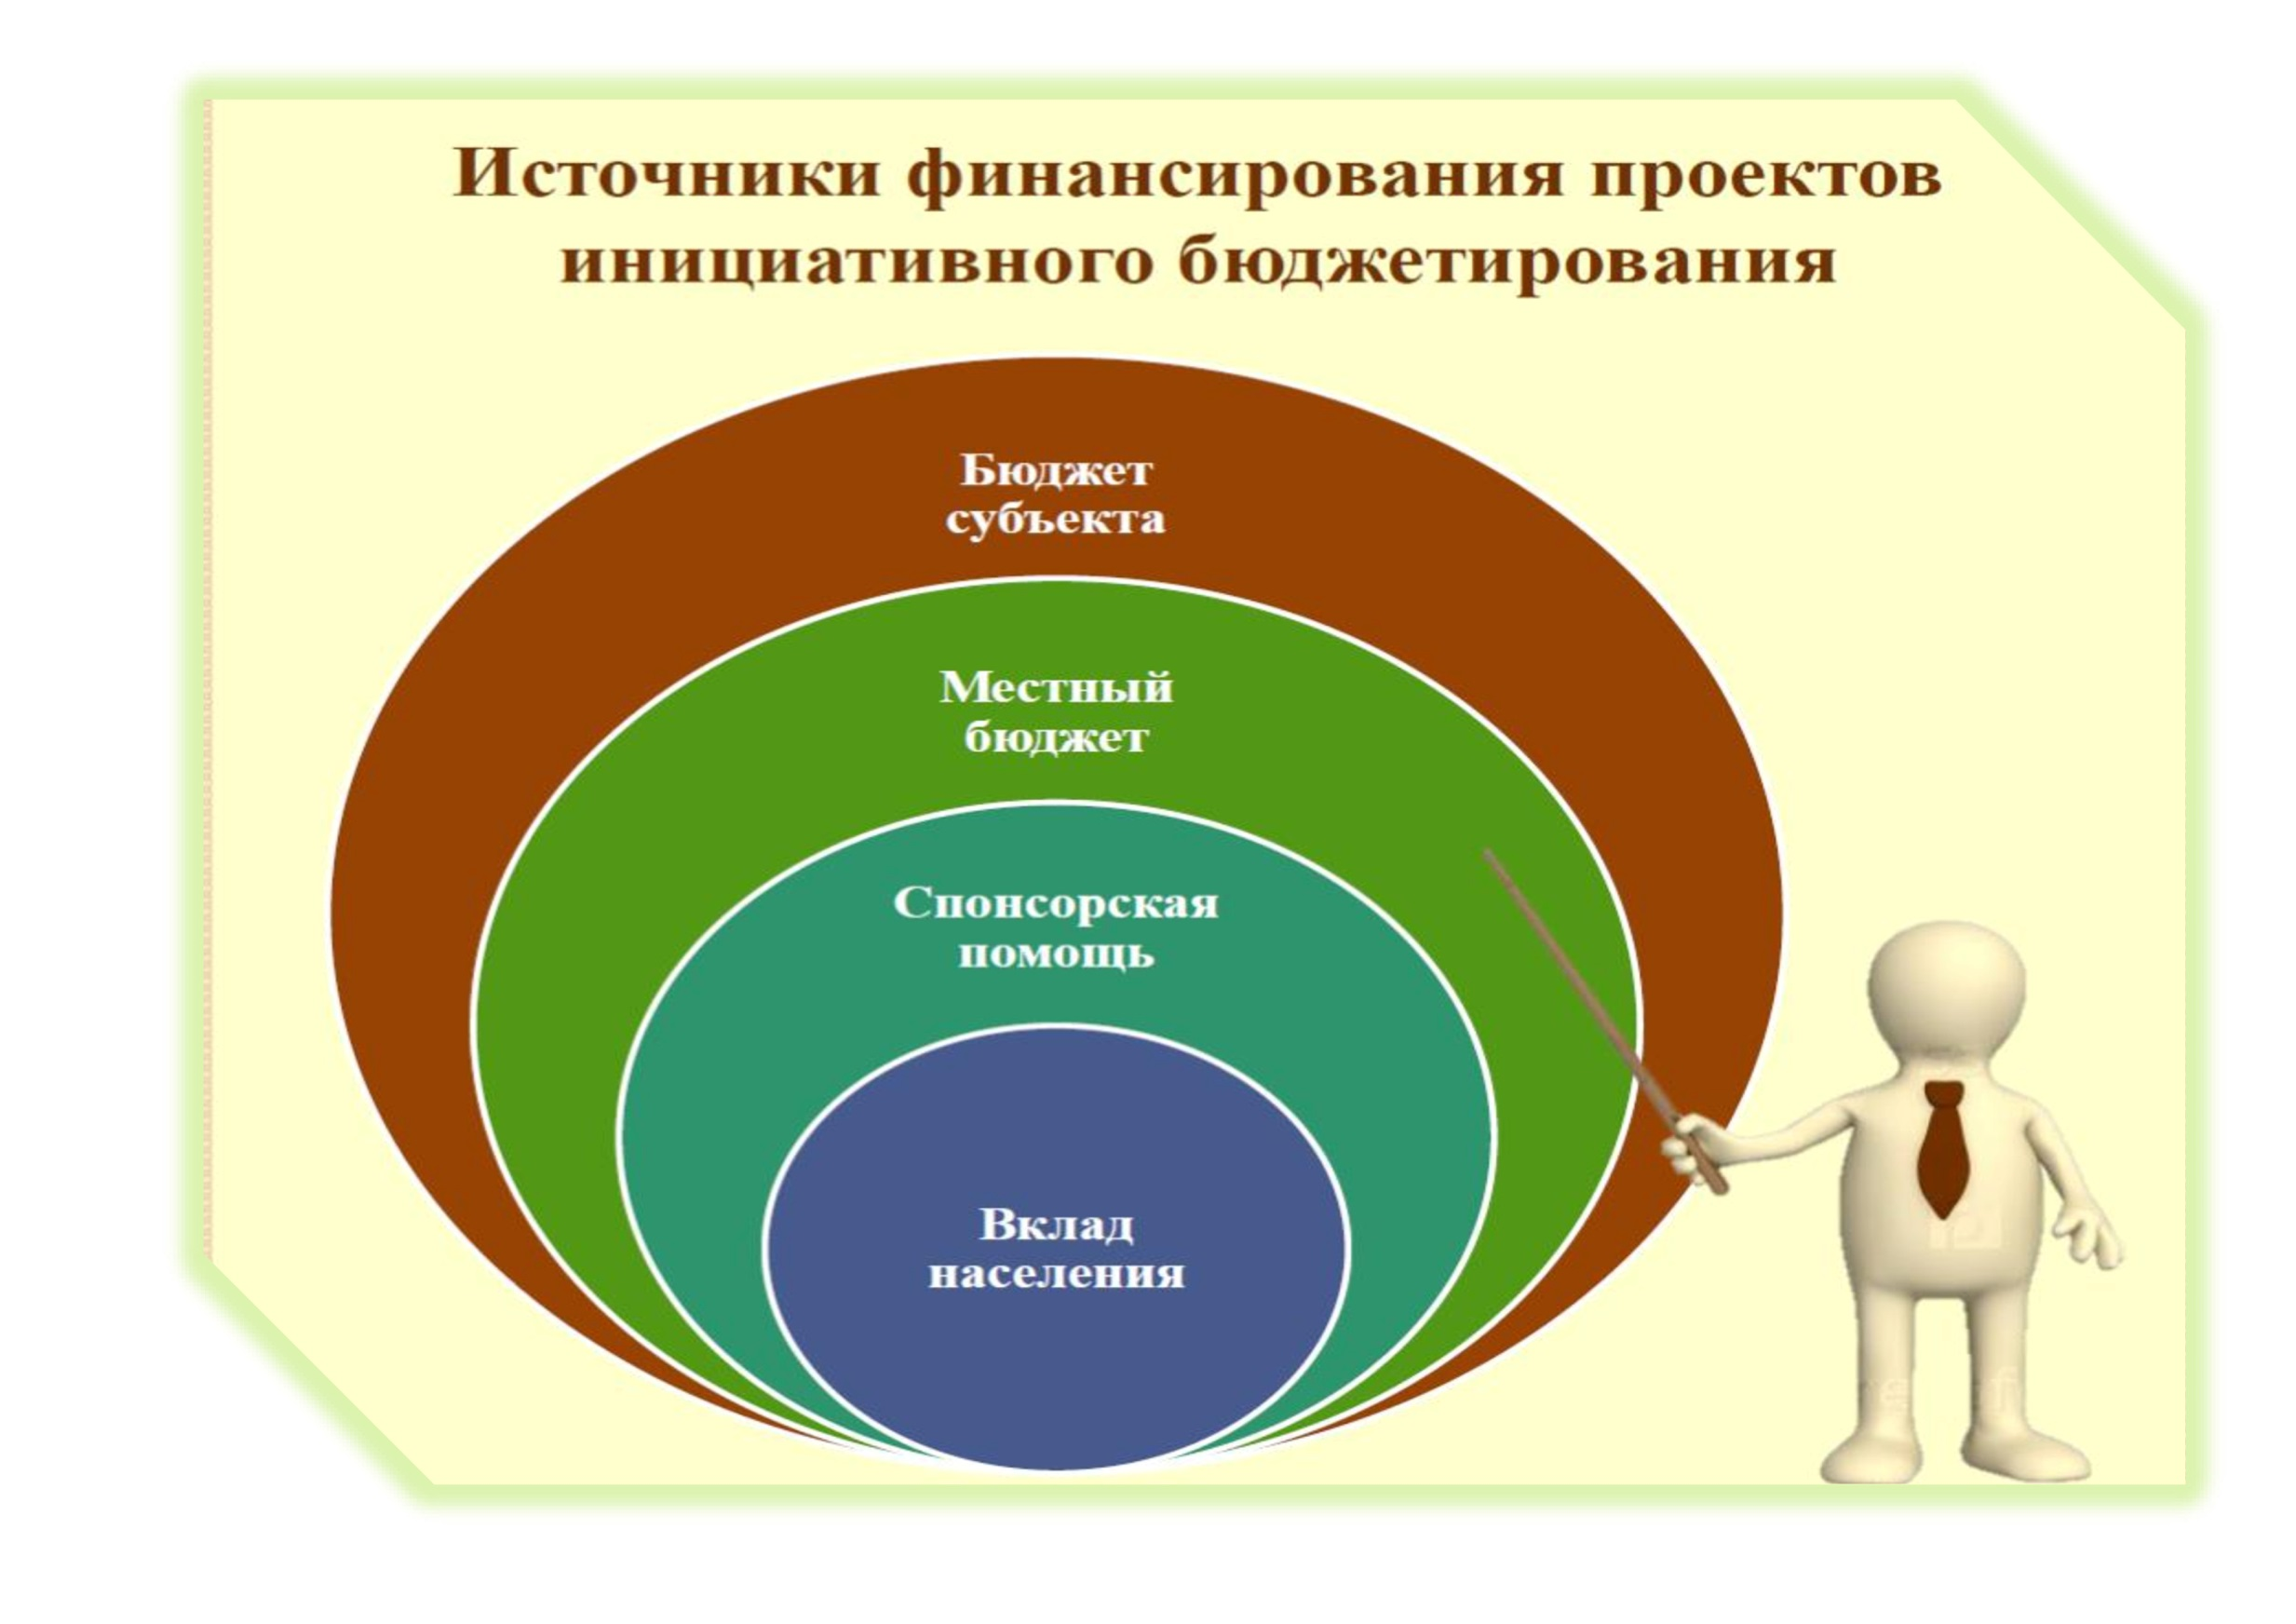 Источники финансирования проектов
инициативного бюджетирования
Бюджет
субъекта
Местный
бюджет
Спонсорская
помощь
Вклад
населения